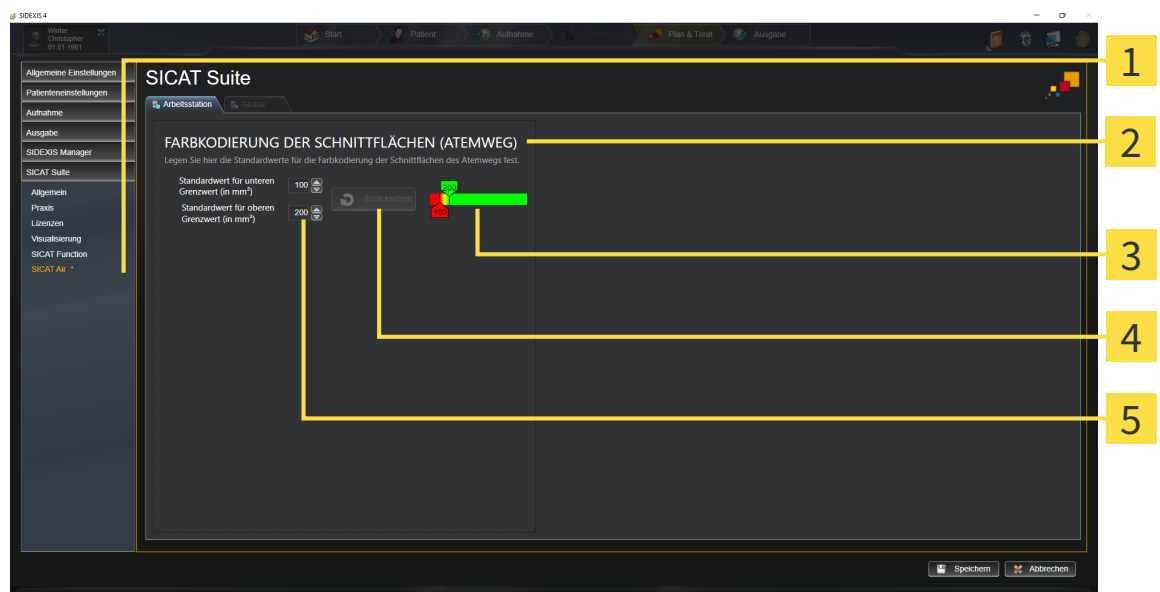 SIDEXIS 4
Winter
Christopher
01.01.1981
Start
Patient
Aufnahme
Plan & Treat
Ausgabe
Allgemeine Einstellungen
Patienteneinstellungen
Aufnahme
Ausgabe
SIDEXIS Manager
SICAT Suite
Allgemein
Praxis
Lizenzen
Visualisierung
SICAT Function
SICAT Air *
SICAT Suite
Arbeitsstation
Global
FARBKODIERUNG DER SCHNITTFLÄCHEN (ATEMWEG)
Legen Sie hier die Standardwerte für die Farbkodierung der Schnittflächen des Atemwegs fest.
Standardwert für unteren
Grenzwert (in mm²)
100
Standardwert für oberen
Grenzwert (in mm²)
200
Zurücksetzen
200
100
Speichern
Abbrechen
1
2
3
4
5